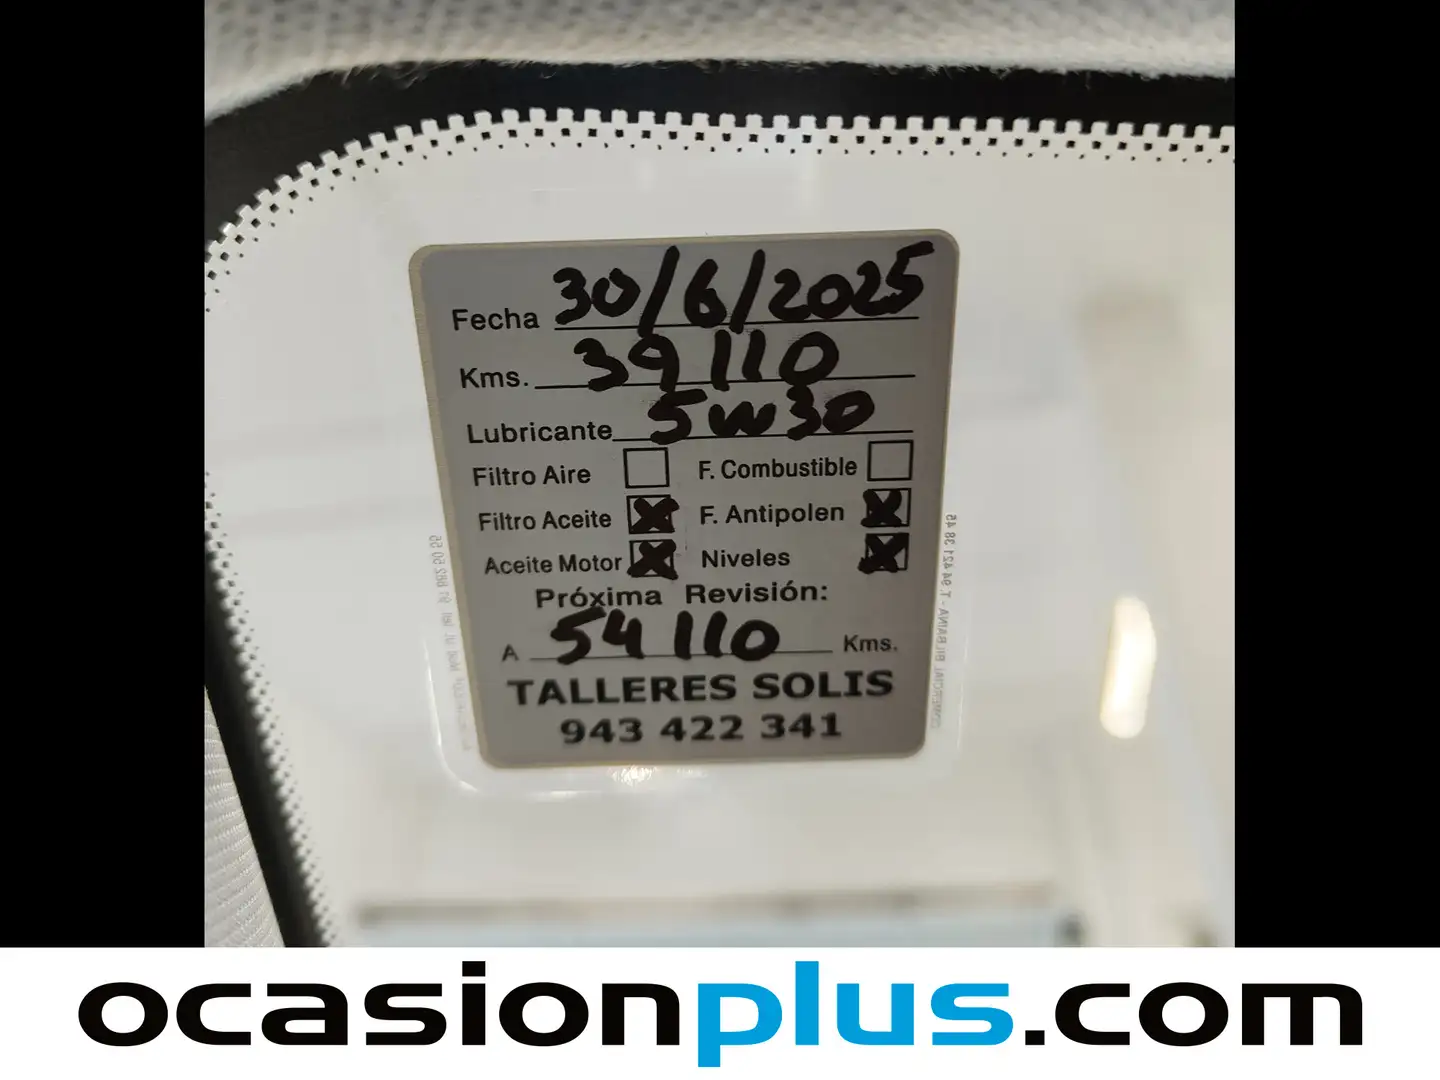 Fecha 30/6/2025
Kms. 39110
Lubricante 5W30
Filtro Aire F. Combustible
Filtro Aceite X F. Antipolen X
Aceite Motor X Niveles X
Próxima Revisión:
A 54110 Kms.
TALLERES SOLIS
943 422 341
ocasionplus.com